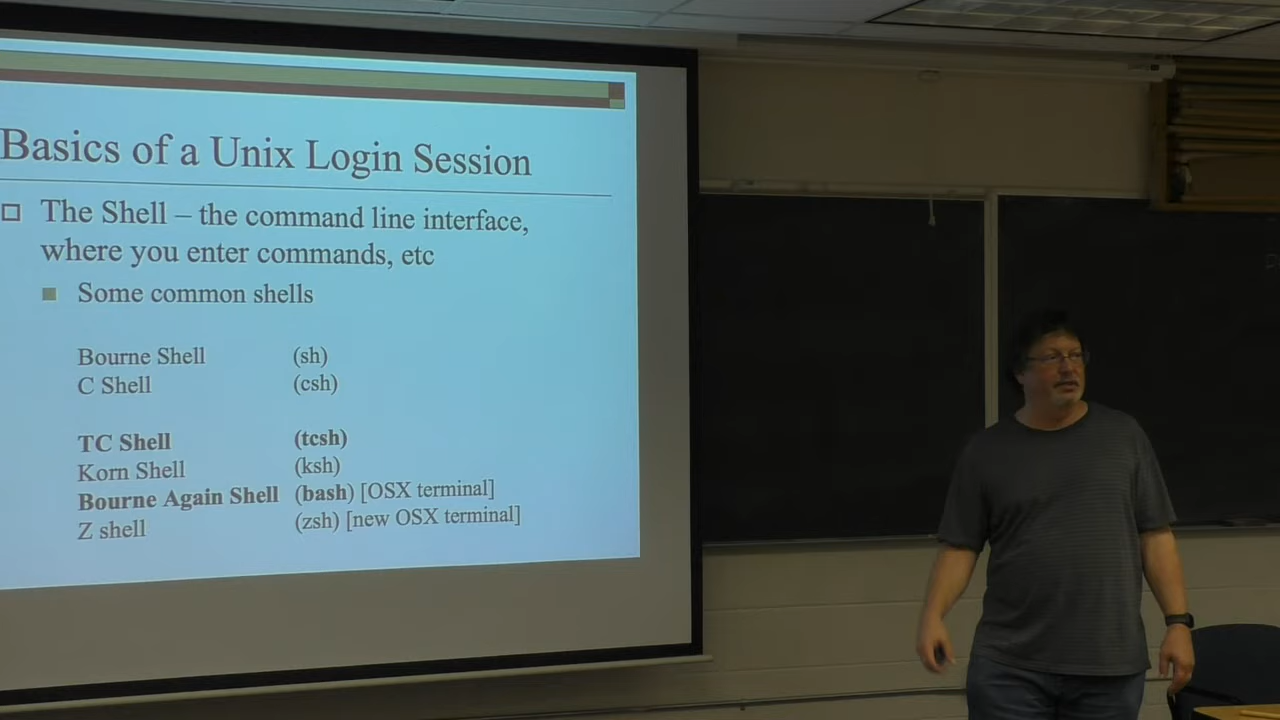 Basics of a Unix Login Session
The Shell – the command line interface,
where you enter commands, etc
Some common shells
Bourne Shell (sh)
C Shell (csh)
TC Shell (tcsh)
Korn Shell (ksh)
Bourne Again Shell (bash) [OSX terminal]
Z shell (zsh) [new OSX terminal]